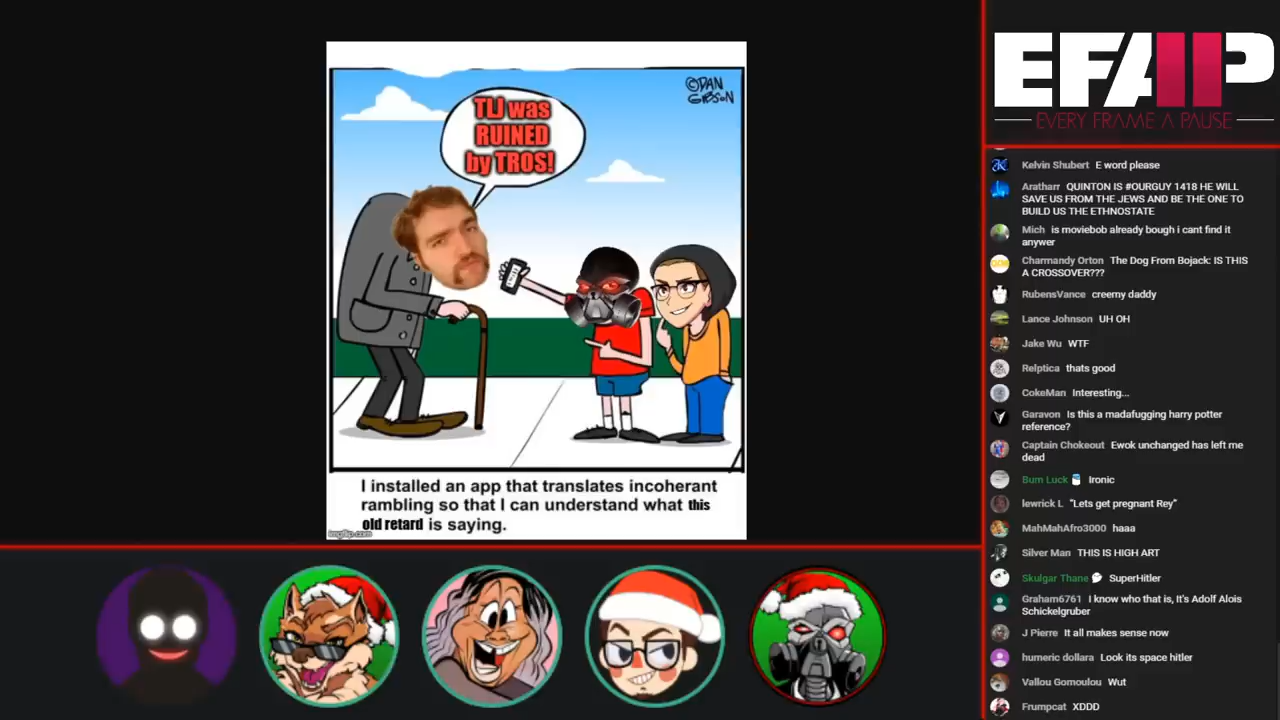 ©DAN
GIBSON
TLJ was
RUINED
by TROS!
I installed an app that translates incoherant
rambling so that I can understand what this
old retard is saying.
imgflip.com
EFAP
EVERY FRAME A PAUSE
Kelvin Shubert E word please
Aratharr QUINTON IS #OURGUY 1418 HE WILL
SAVE US FROM THE JEWS AND BE THE ONE TO
BUILD US THE ETHNOSTATE
Mich is moviebob already bough i cant find it
anywer
Charmandy Orton The Dog From Bojack: IS THIS
A CROSSOVER???
RubensVance creemy daddy
Lance Johnson UH OH
Jake Wu WTF
Relptica thats good
CokeMan Interesting...
Garavon Is this a madafugging harry potter
reference?
Captain Chokeout Ewok unchanged has left me
dead
Bum Luck Ironic
lewrick L "Lets get pregnant Rey"
MahMahAfro3000 haaa
Silver Man THIS IS HIGH ART
Skulgar Thane SuperHitler
Graham6761 I know who that is, It's Adolf Alois
Schickelgruber
J Pierre It all makes sense now
humeric dollara Look its space hitler
Vallou Gomoulou Wut
Frumpcat XDDD